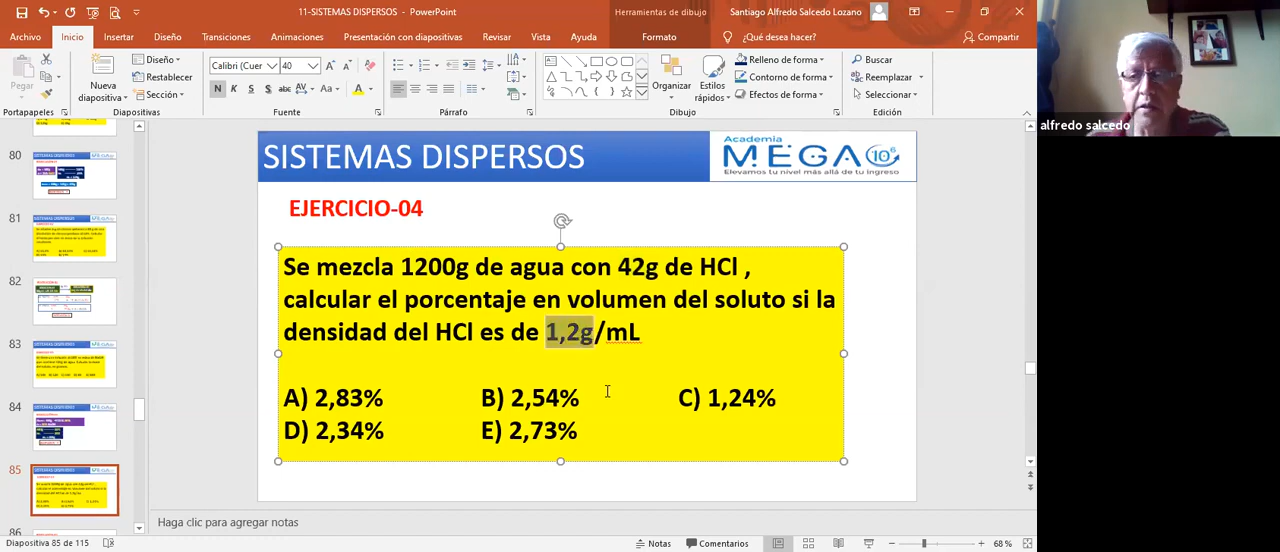 11-SISTEMAS DISPERSOS - PowerPoint
Herramientas de dibujo
Santiago Alfredo Salcedo Lozano
Archivo Inicio Insertar Diseño Transiciones Animaciones Presentación con diapositivas Revisar Vista Ayuda Formato ¿Qué desea hacer? Compartir
Pegar
Nueva diapositiva
Diseño
Restablecer
Sección
Calibri (Cuer 40
N K S S abc AV Aa A
Organizar
Estilos rápidos
Relleno de forma
Contorno de forma
Efectos de forma
Buscar
Reemplazar
Seleccionar
Portapapeles Diapositivas Fuente Párrafo Dibujo Edición
alfredo salcedo
80
81
82
83
84
85
86
SISTEMAS DISPERSOS
Academia
MEGA 10⁶
Elevamos tu nivel más allá de tu ingreso
EJERCICIO-04
Se mezcla 1200g de agua con 42g de HCl ,
calcular el porcentaje en volumen del soluto si la
densidad del HCl es de 1,2g/mL
A) 2,83% B) 2,54% C) 1,24%
D) 2,34% E) 2,73%
Haga clic para agregar notas
Diapositiva 85 de 115
Notas Comentarios 68 %